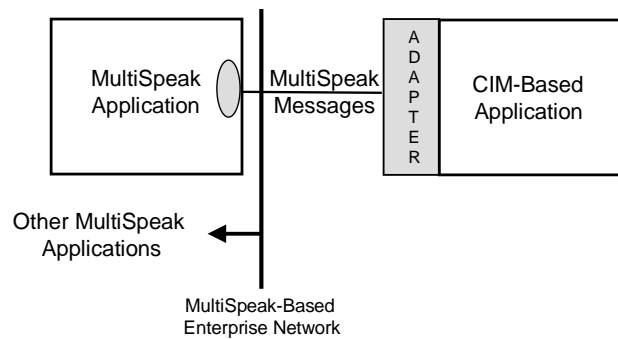 MultiSpeak
Application
MultiSpeak
Messages
A
D
A
P
T
E
R
CIM-Based
Application
Other MultiSpeak
Applications
MultiSpeak-Based
Enterprise Network